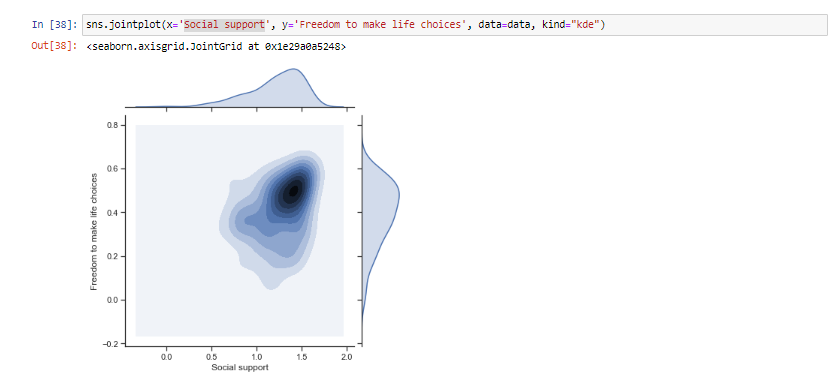 In [38]: sns.jointplot(x='Social support', y='Freedom to make life choices', data=data, kind="kde")
Out[38]: <seaborn.axisgrid.JointGrid at 0x1e29a0a5248>
0.8
0.6
0.4
0.2
0.0
−0.2
Freedom to make life choices
0.0 0.5 1.0 1.5 2.0
Social support